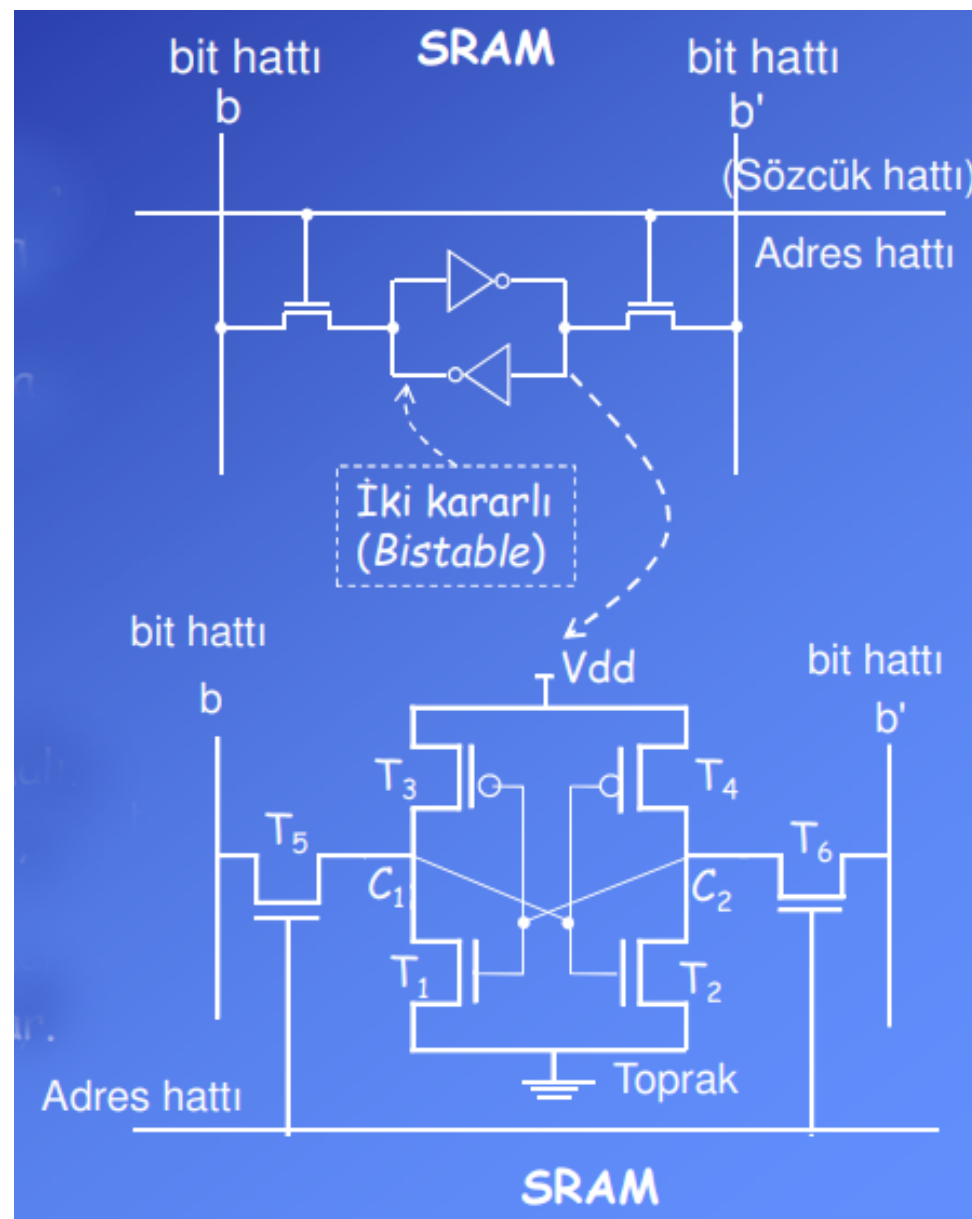 SRAM
bit hattı
b
bit hattı
b'
(Sözcük hattı)
Adres hattı
İki kararlı
(Bistable)
bit hattı
b
Vdd
bit hattı
b'
T3
T4
T5
T6
C1
C2
T1
T2
Toprak
Adres hattı
SRAM